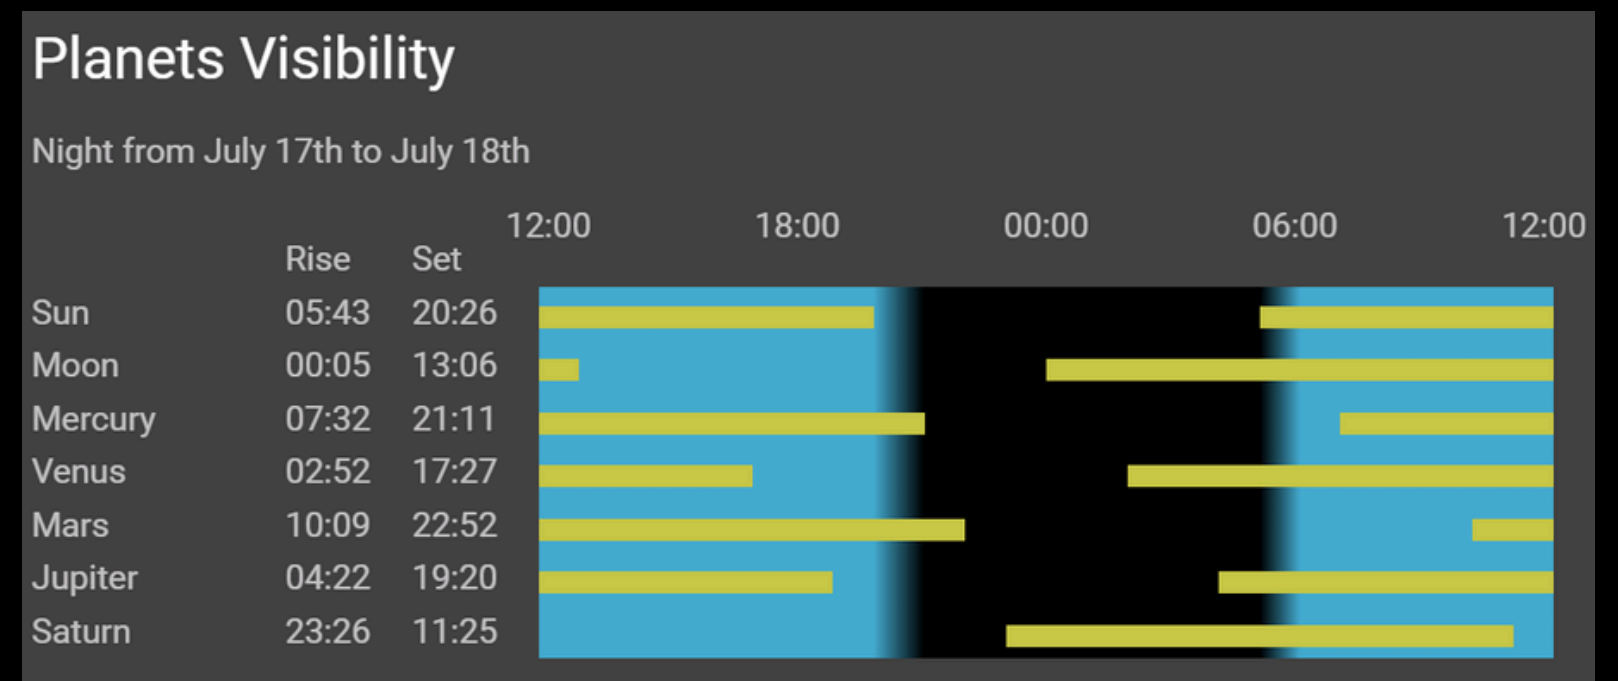 Planets Visibility
Night from July 17th to July 18th
12:00 18:00 00:00 06:00 12:00
Rise Set
Sun 05:43 20:26
Moon 00:05 13:06
Mercury 07:32 21:11
Venus 02:52 17:27
Mars 10:09 22:52
Jupiter 04:22 19:20
Saturn 23:26 11:25